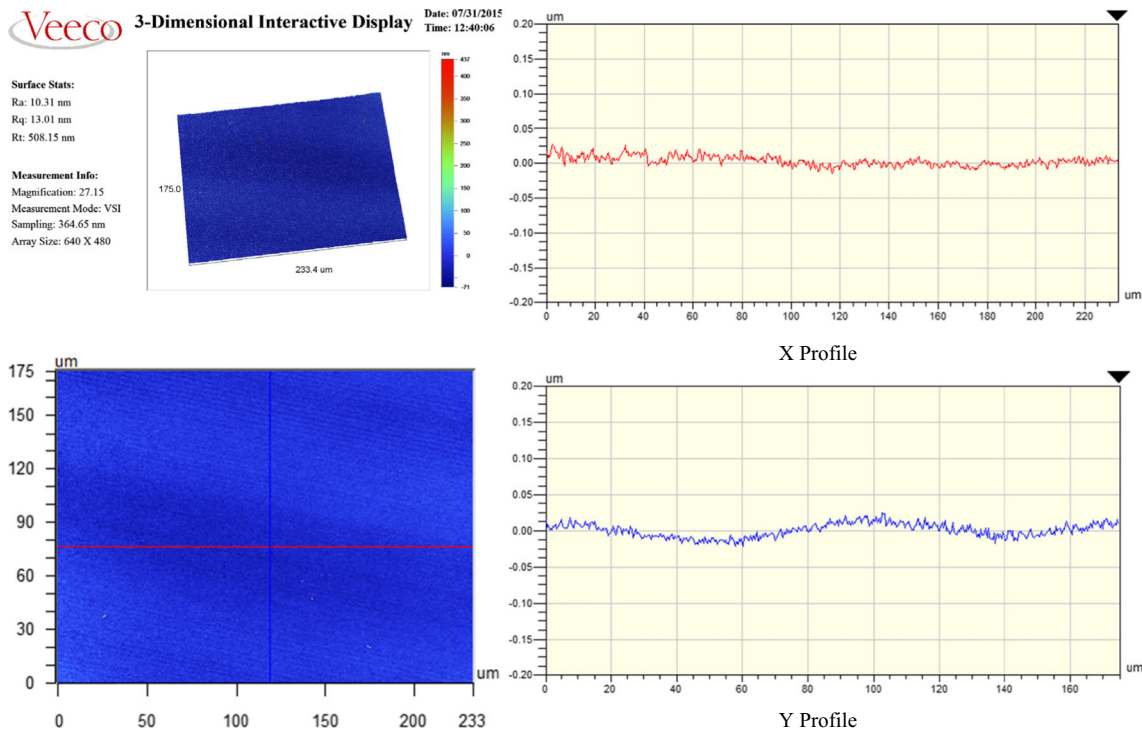 Veeco
3-Dimensional Interactive Display
Date: 07/31/2015
Time: 12:40:06
Surface Stats:
Ra: 10.31 nm
Rq: 13.01 nm
Rt: 508.15 nm
Measurement Info:
Magnification: 27.15
Measurement Mode: VSI
Sampling: 364.65 nm
Array Size: 640 X 480
175.0
233.4 um
nm
437
400
350
300
250
200
150
100
50
0
-71
um
0.20
0.15
0.10
0.05
0.00
-0.05
-0.10
-0.15
-0.20
0 20 40 60 80 100 120 140 160 180 200 220
um
X Profile
um
175
150
120
90
60
30
0
um
0 50 100 150 200 233
um
0.20
0.15
0.10
0.05
0.00
-0.05
-0.10
-0.15
-0.20
0 20 40 60 80 100 120 140 160
um
Y Profile